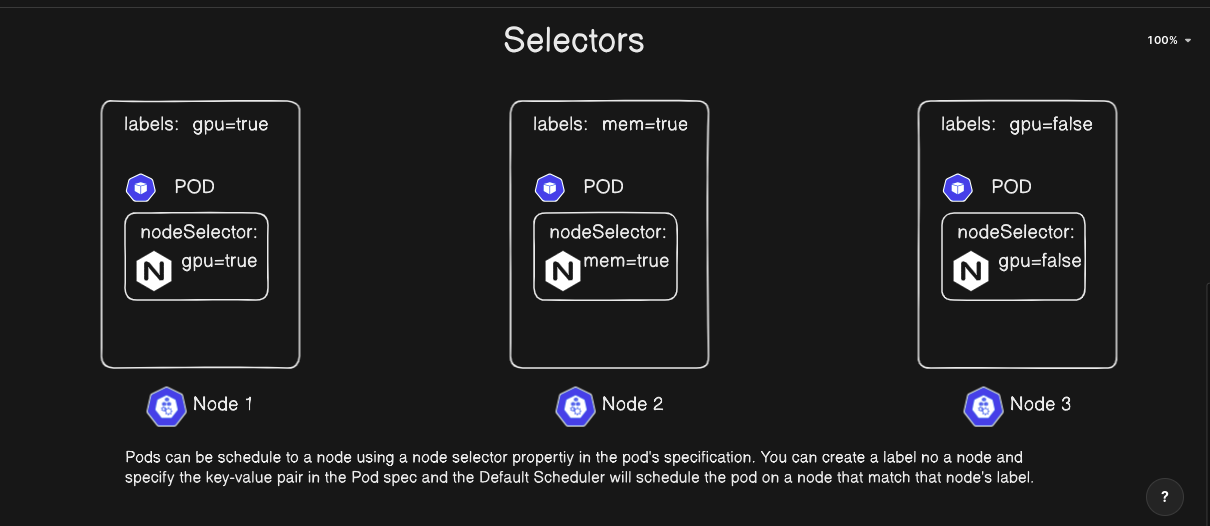 Selectors
100%
labels: gpu=true
POD
nodeSelector:
N gpu=true
Node 1
labels: mem=true
POD
nodeSelector:
N mem=true
Node 2
labels: gpu=false
POD
nodeSelector:
N gpu=false
Node 3
Pods can be schedule to a node using a node selector propertiy in the pod's specification. You can create a label no a node and
specify the key-value pair in the Pod spec and the Default Scheduler will schedule the pod on a node that match that node's label.
?